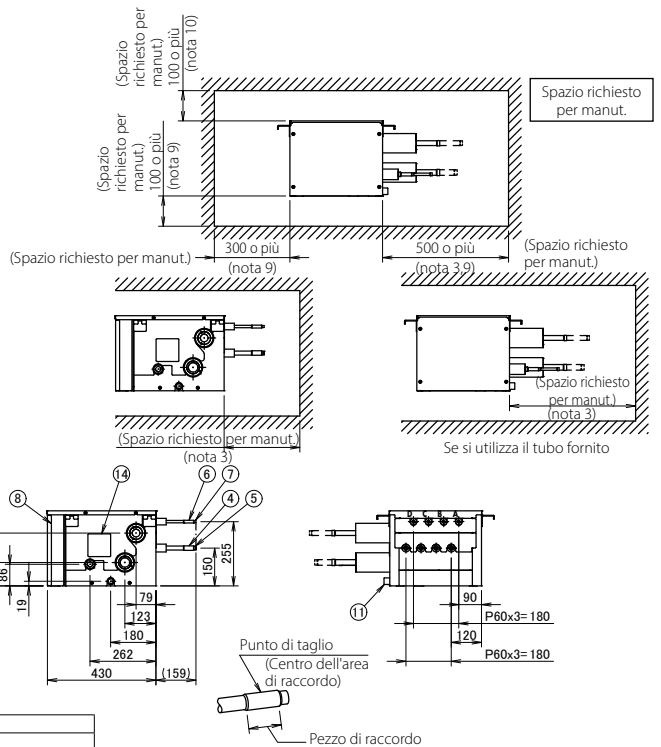 (Spazio
richiesto per
manut.)
100 o più
(nota 10)
Spazio richiesto
per manut.
(Spazio
richiesto per
manut.)
100 o più
(nota 9)
(Spazio richiesto per manut.)
300 o più
(nota 9)
500 o più
(nota 3,9)
(Spazio richiesto
per manut.)
(Spazio richiesto per manut.)
(nota 3)
(Spazio richiesto
per manut.)
(nota 3)
Se si utilizza il tubo fornito
8
14
6
7
4
5
86
19
79
123
180
262
430
(159)
150
255
D
C
B
A
11
90
P60x3=180
120
P60x3=180
Punto di taglio
(Centro dell'area
di raccordo)
Pezzo di raccordo